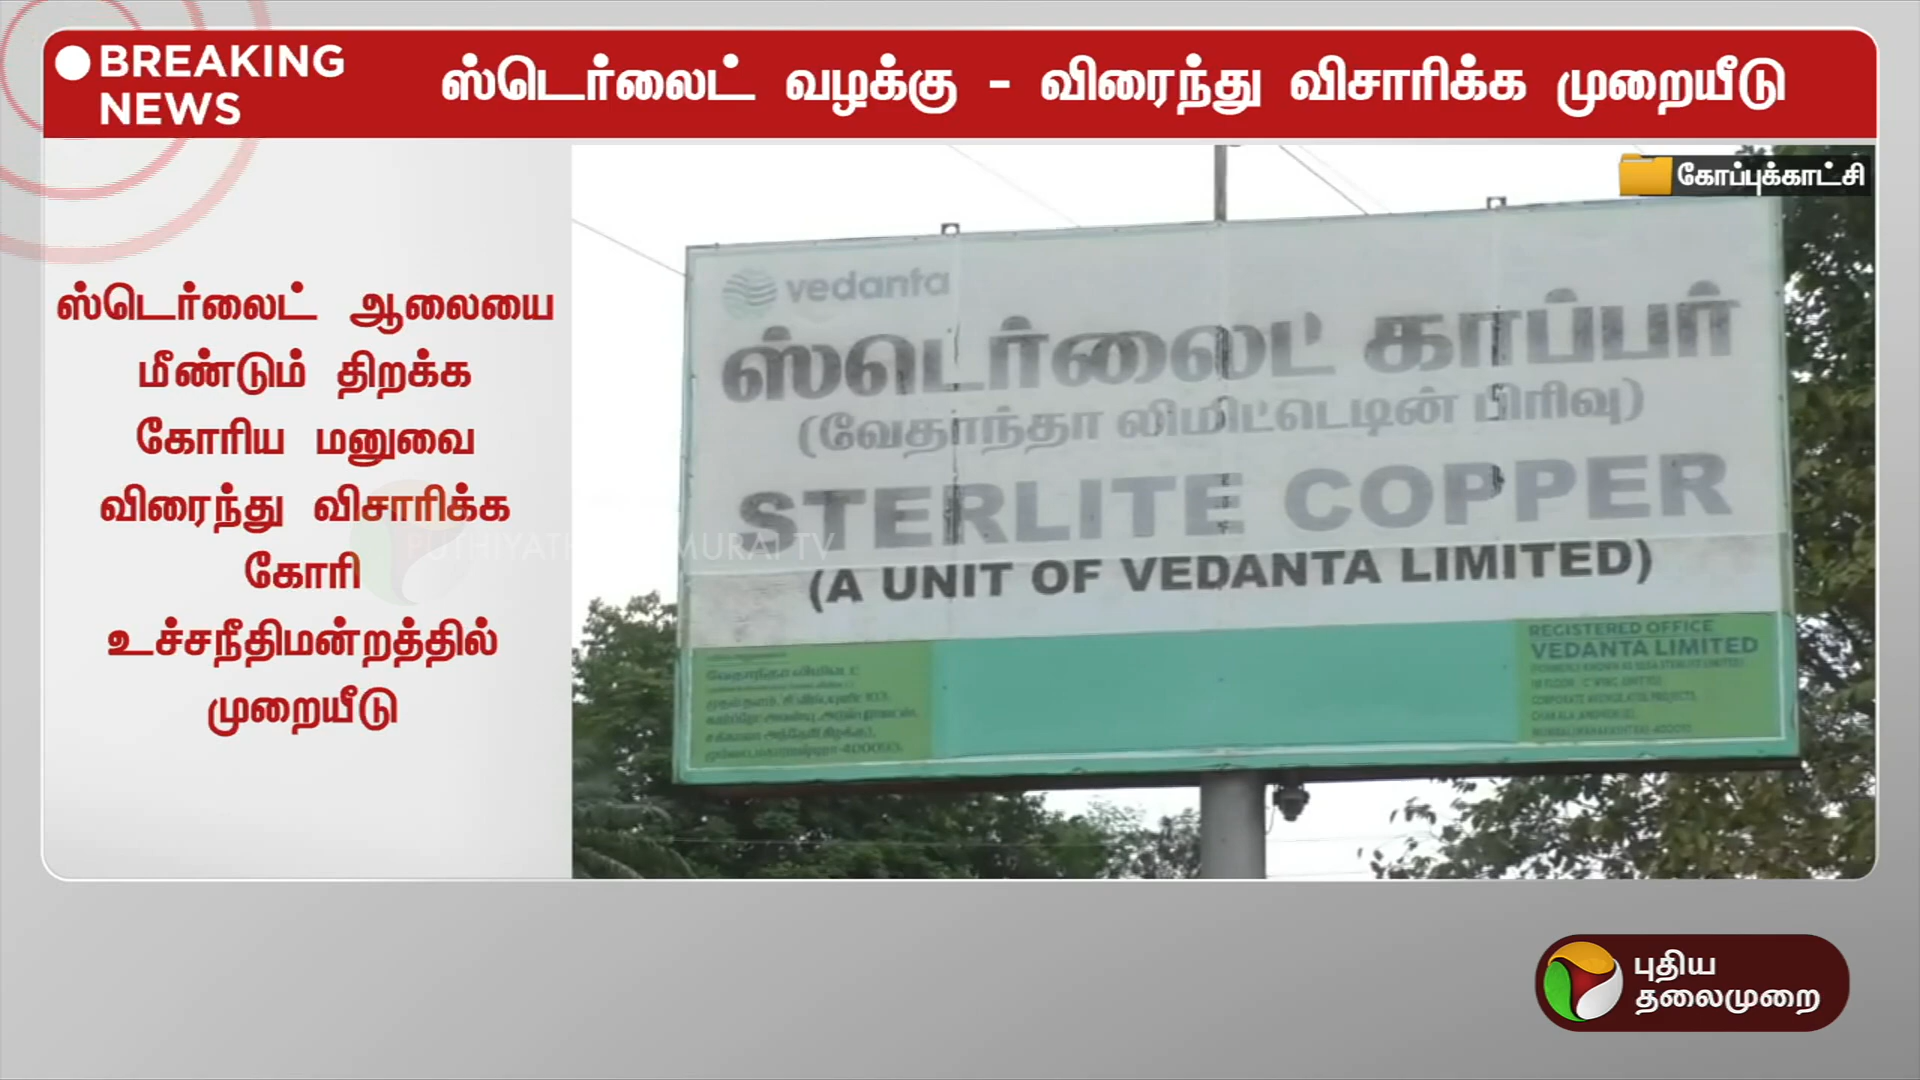 BREAKING
NEWS
ஸ்டெர்லைட் வழக்கு - விரைந்து விசாரிக்க முறையீடு
கோப்புக்காட்சி
ஸ்டெர்லைட் ஆலையை
மீண்டும் திறக்க
கோரிய மனுவை
விரைந்து விசாரிக்க
கோரி
உச்சநீதிமன்றத்தில்
முறையீடு
vedanta
ஸ்டெர்லைட் காப்பர்
(வேதாந்தா லிமிட்டெடின் பிரிவு)
STERLITE COPPER
(A UNIT OF VEDANTA LIMITED)
REGISTERED OFFICE
VEDANTA LIMITED
புதிய
தலைமுறை